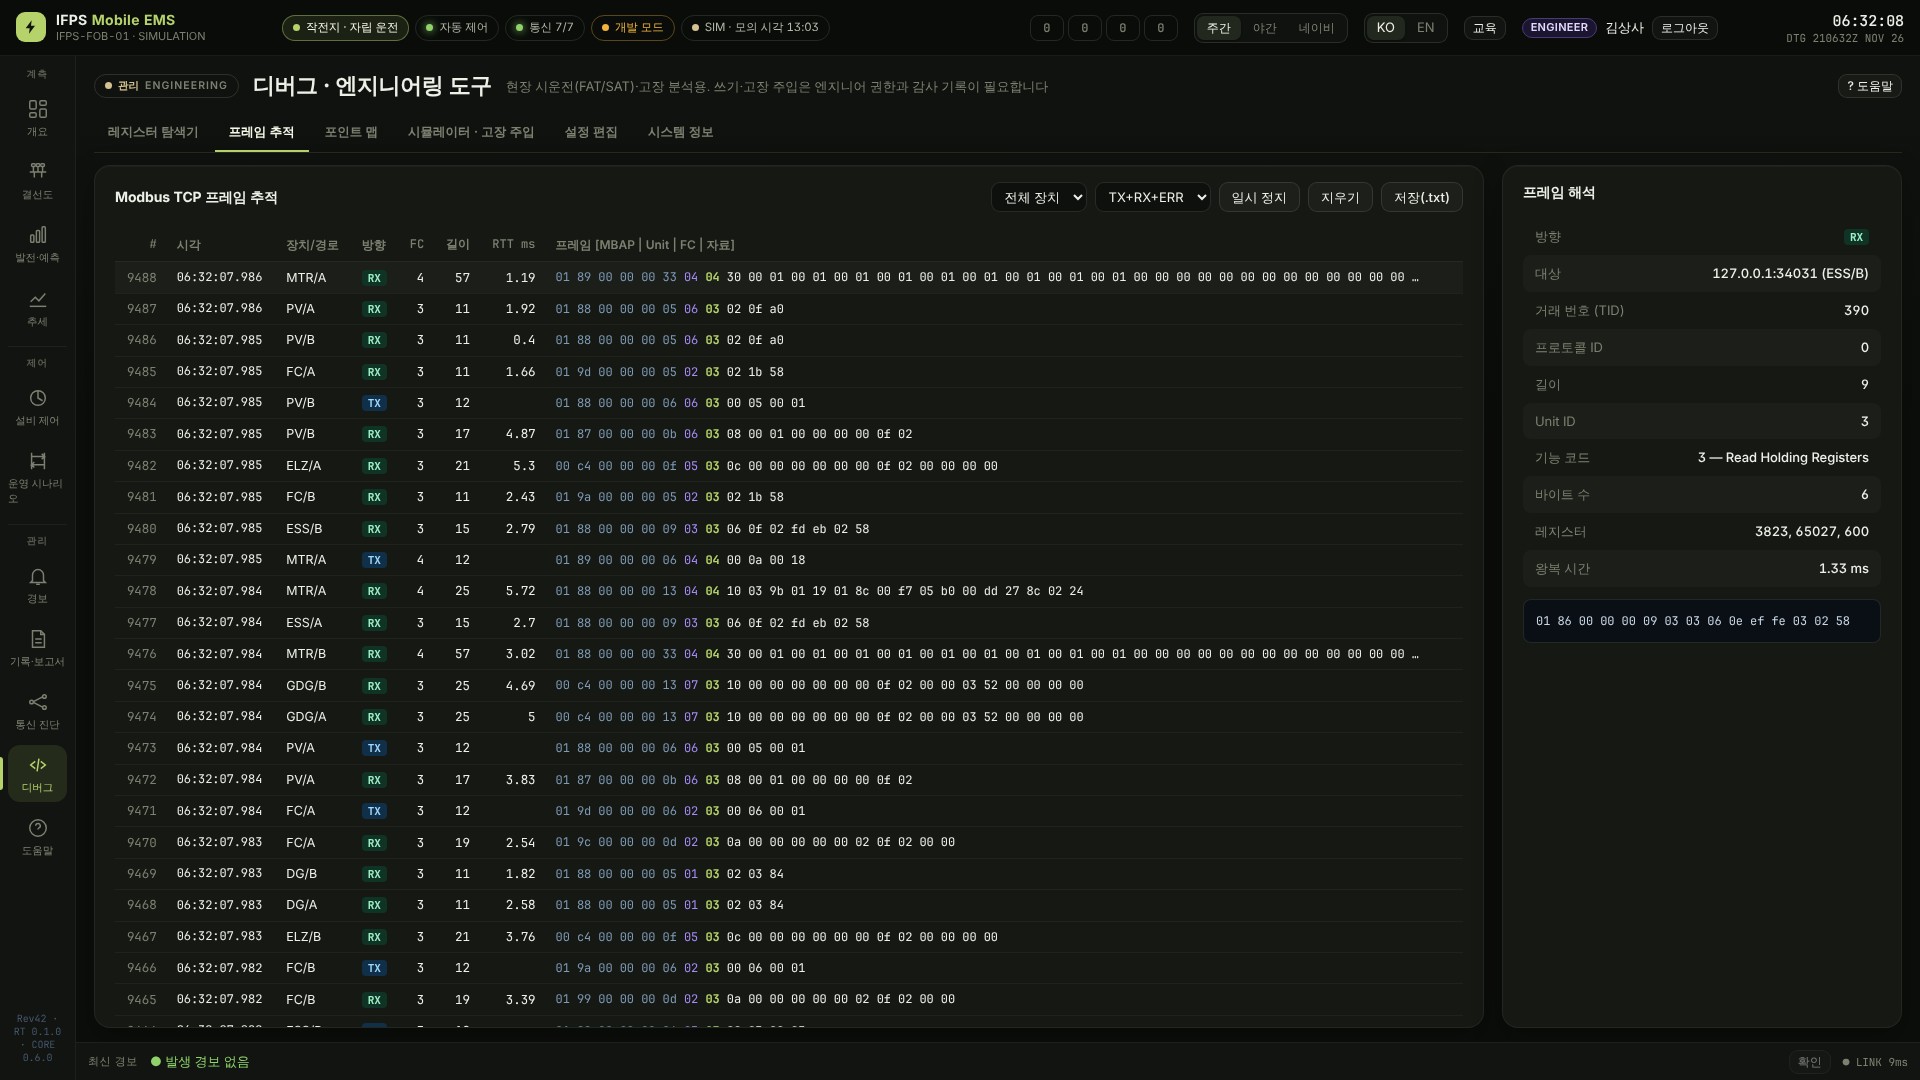 IFPS Mobile EMS
IFPS-FOB-01 · SIMULATION
작전지 · 자립 운전
자동 제어
통신 7/7
개발 모드
SIM · 모의 시각 13:03
0 0 0 0
주간 야간 네이비
KO EN
교육
ENGINEER 김상사 로그아웃
06:32:08
DTG 210632Z NOV 26
계측
개요
결선도
발전·예측
추세
제어
설비 제어
운영 시나리
오
관리
경보
기록·보고서
통신 진단
디버그
도움말
Rev42 ·
RT 0.1.0
· CORE
0.6.0
관리 ENGINEERING
디버그 · 엔지니어링 도구
현장 시운전(FAT/SAT)·고장 분석용. 쓰기·고장 주입은 엔지니어 권한과 감사 기록이 필요합니다
? 도움말
레지스터 탐색기 프레임 추적 포인트 맵 시뮬레이터 · 고장 주입 설정 편집 시스템 정보
Modbus TCP 프레임 추적
전체 장치 TX+RX+ERR 일시 정지 지우기 저장(.txt)
# 시각 장치/경로 방향 FC 길이 RTT ms 프레임 [MBAP | Unit | FC | 자료]
9488 06:32:07.986 MTR/A RX 4 57 1.19 01 89 00 00 00 33 04 04 30 00 01 00 01 00 01 00 01 00 01 00 01 00 01 00 01 00 01 00 01 00 00 00 00 00 00 00 00 00 00 00 00 …
9487 06:32:07.986 PV/A RX 3 11 1.92 01 88 00 00 00 05 06 03 02 0f a0
9486 06:32:07.985 PV/B RX 3 11 0.4 01 88 00 00 00 05 06 03 02 0f a0
9485 06:32:07.985 FC/A RX 3 11 1.66 01 9d 00 00 00 05 02 03 02 1b 58
9484 06:32:07.985 PV/B TX 3 12 01 88 00 00 00 06 06 03 00 05 00 01
9483 06:32:07.985 PV/B RX 3 17 4.87 01 87 00 00 00 0b 06 03 08 00 01 00 00 00 00 0f 02
9482 06:32:07.985 ELZ/A RX 3 21 5.3 00 c4 00 00 00 0f 05 03 0c 00 00 00 00 00 00 0f 02 00 00 00 00
9481 06:32:07.985 FC/B RX 3 11 2.43 01 9a 00 00 00 05 02 03 02 1b 58
9480 06:32:07.985 ESS/B RX 3 15 2.79 01 88 00 00 00 09 03 03 06 0f 02 fd eb 02 58
9479 06:32:07.985 MTR/A TX 4 12 01 89 00 00 00 06 04 04 00 0a 00 18
9478 06:32:07.985 MTR/A RX 4 25 5.72 01 88 00 00 00 13 04 04 10 03 9b 01 19 01 8c 00 f7 05 b0 00 dd 27 8c 02 24
9477 06:32:07.984 ESS/A RX 3 15 2.7 01 88 00 00 00 09 03 03 06 0f 02 fd eb 02 58
9476 06:32:07.984 MTR/B RX 4 57 3.02 01 88 00 00 00 33 04 04 30 00 01 00 01 00 01 00 01 00 01 00 01 00 01 00 01 00 01 00 01 00 00 00 00 00 00 00 00 00 00 00 00 …
9475 06:32:07.984 GDG/B RX 3 25 4.69 00 c4 00 00 00 13 07 03 10 00 00 00 00 00 00 0f 02 00 00 03 52 00 00 00 00
9474 06:32:07.984 GDG/A RX 3 25 5 00 c4 00 00 00 13 07 03 10 00 00 00 00 00 00 0f 02 00 00 03 52 00 00 00 00
9473 06:32:07.984 PV/A TX 3 12 01 88 00 00 00 06 06 03 00 05 00 01
9472 06:32:07.984 PV/A RX 3 17 3.83 01 87 00 00 00 0b 06 03 08 00 01 00 00 00 00 0f 02
9471 06:32:07.984 FC/A TX 3 12 01 9d 00 00 00 06 02 03 00 06 00 01
9470 06:32:07.983 FC/A RX 3 19 2.54 01 9c 00 00 00 0d 02 03 0a 00 00 00 00 00 02 0f 02 00 00
9469 06:32:07.983 DG/B RX 3 11 1.82 01 88 00 00 00 05 01 03 02 03 84
9468 06:32:07.983 DG/A RX 3 11 2.58 01 88 00 00 00 05 01 03 02 03 84
9467 06:32:07.983 ELZ/B RX 3 21 3.76 00 c4 00 00 00 0f 05 03 0c 00 00 00 00 00 00 0f 02 00 00 00 00
9466 06:32:07.982 FC/B TX 3 12 01 9a 00 00 00 06 02 03 00 06 00 01
9465 06:32:07.982 FC/B RX 3 19 3.39 01 99 00 00 00 0d 02 03 0a 00 00 00 00 00 02 0f 02 00 00
프레임 해석
방향 RX
대상 127.0.0.1:34031 (ESS/B)
거래 번호 (TID) 390
프로토콜 ID 0
길이 9
Unit ID 3
기능 코드 3 — Read Holding Registers
바이트 수 6
레지스터 3823, 65027, 600
왕복 시간 1.33 ms
01 86 00 00 00 09 03 03 06 0e ef fe 03 02 58
최신 경보 발생 경보 없음
확인 LINK 9ms